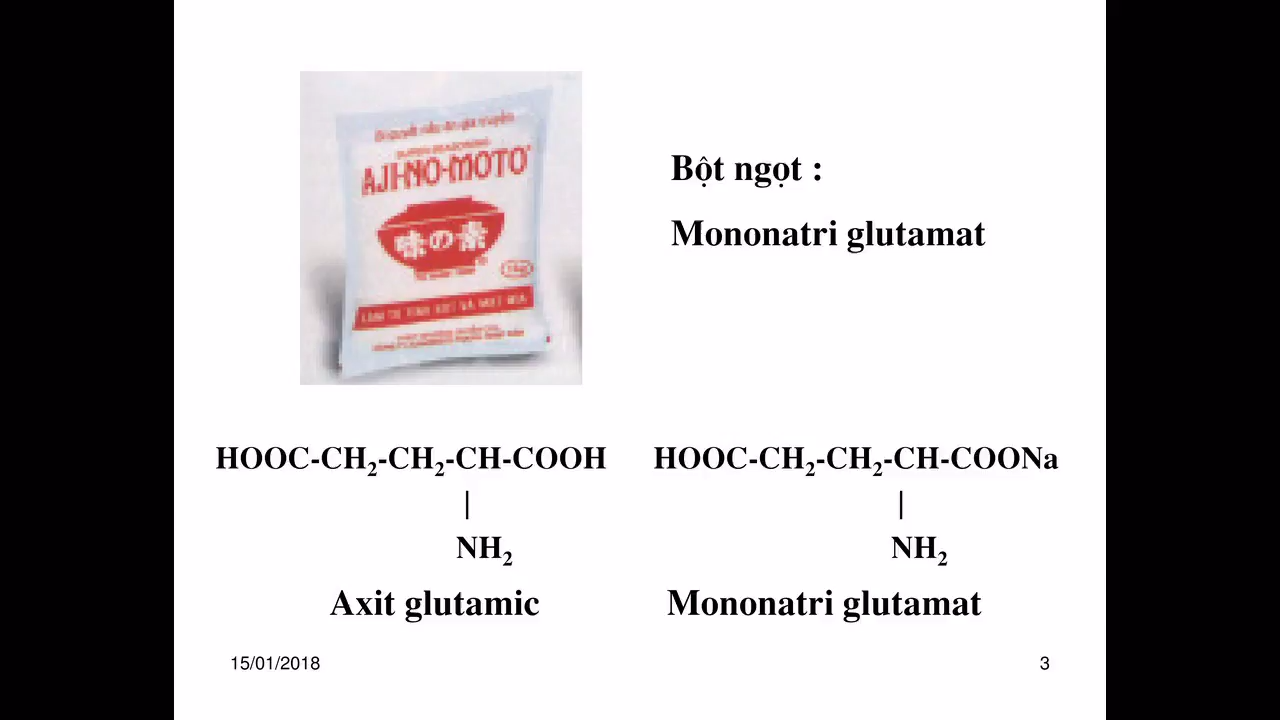 AJI-NO-MOTO
味の素
Bột ngọt :
Mononatri glutamat
HOOC-CH₂-CH₂-CH-COOH
|
NH₂
Axit glutamic
HOOC-CH₂-CH₂-CH-COONa
|
NH₂
Mononatri glutamat
15/01/2018
3